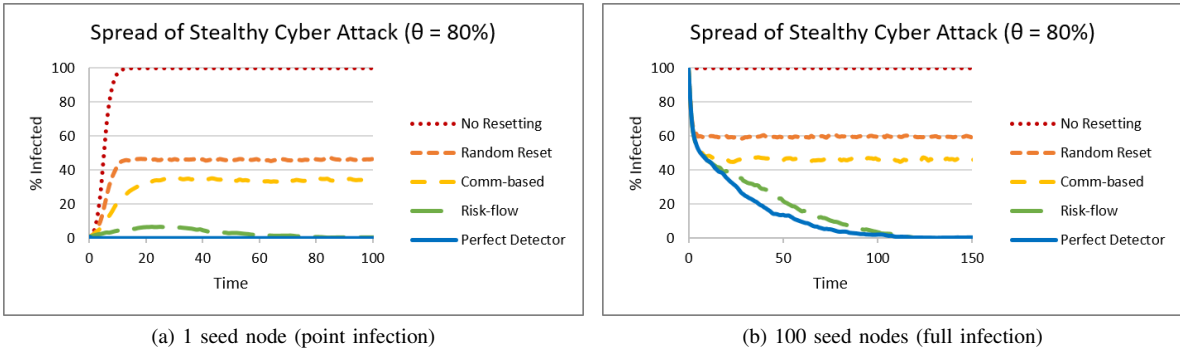 Spread of Stealthy Cyber Attack (θ = 80%)
100
80
60
40
20
0
% Infected
0 20 40 60 80 100
Time
No Resetting
Random Reset
Comm-based
Risk-flow
Perfect Detector
(a) 1 seed node (point infection)
Spread of Stealthy Cyber Attack (θ = 80%)
100
80
60
40
20
0
% Infected
0 50 100 150
Time
No Resetting
Random Reset
Comm-based
Risk-flow
Perfect Detector
(b) 100 seed nodes (full infection)